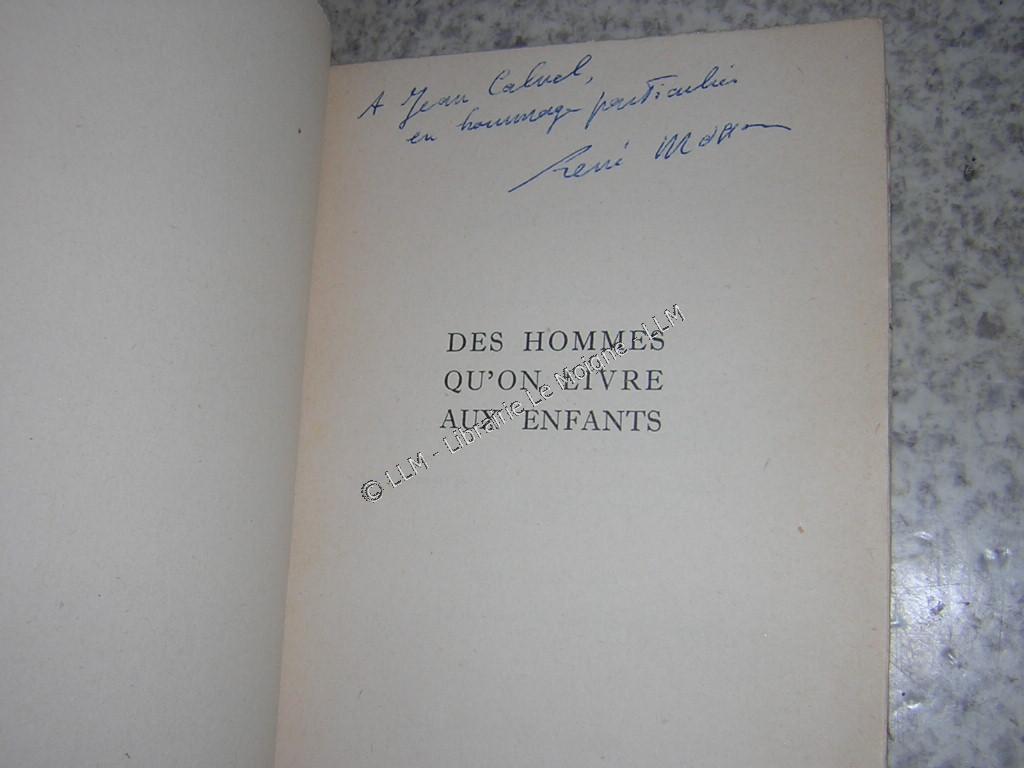 A Jean Calvel,
en hommage particulier
René
DES HOMMES
QU'ON LIVRE
AUX ENFANTS
© LLM - Librairie Le Moigne - LLM